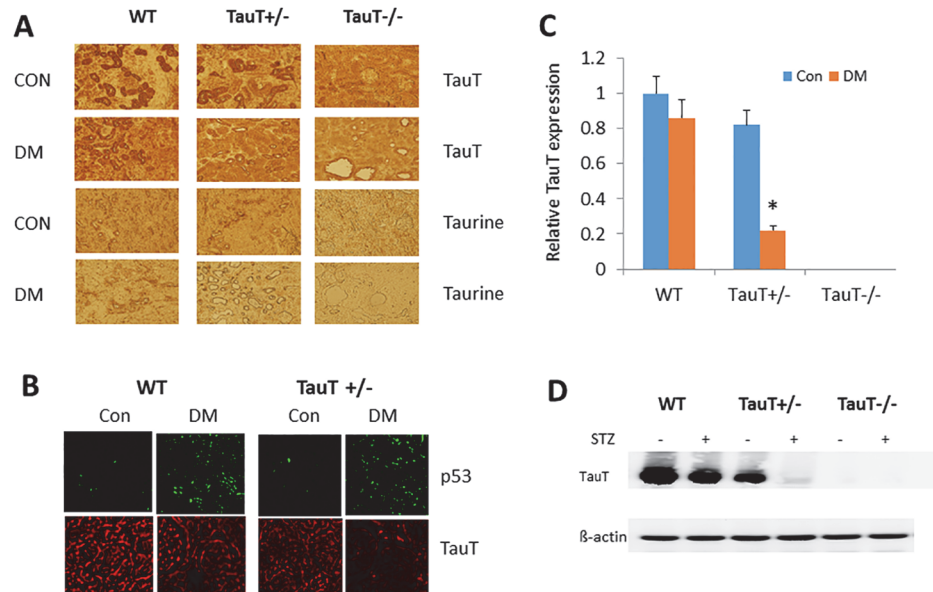 A
WT TauT+/- TauT-/-
CON TauT
DM TauT
CON Taurine
DM Taurine
B
WT TauT +/-
Con DM Con DM
p53
TauT
C
Relative TauT expression
1.2
1
0.8
0.6
0.4
0.2
0
Con DM
*
WT TauT+/- TauT-/-
D
WT TauT+/- TauT-/-
STZ - + - + - +
TauT
ß-actin